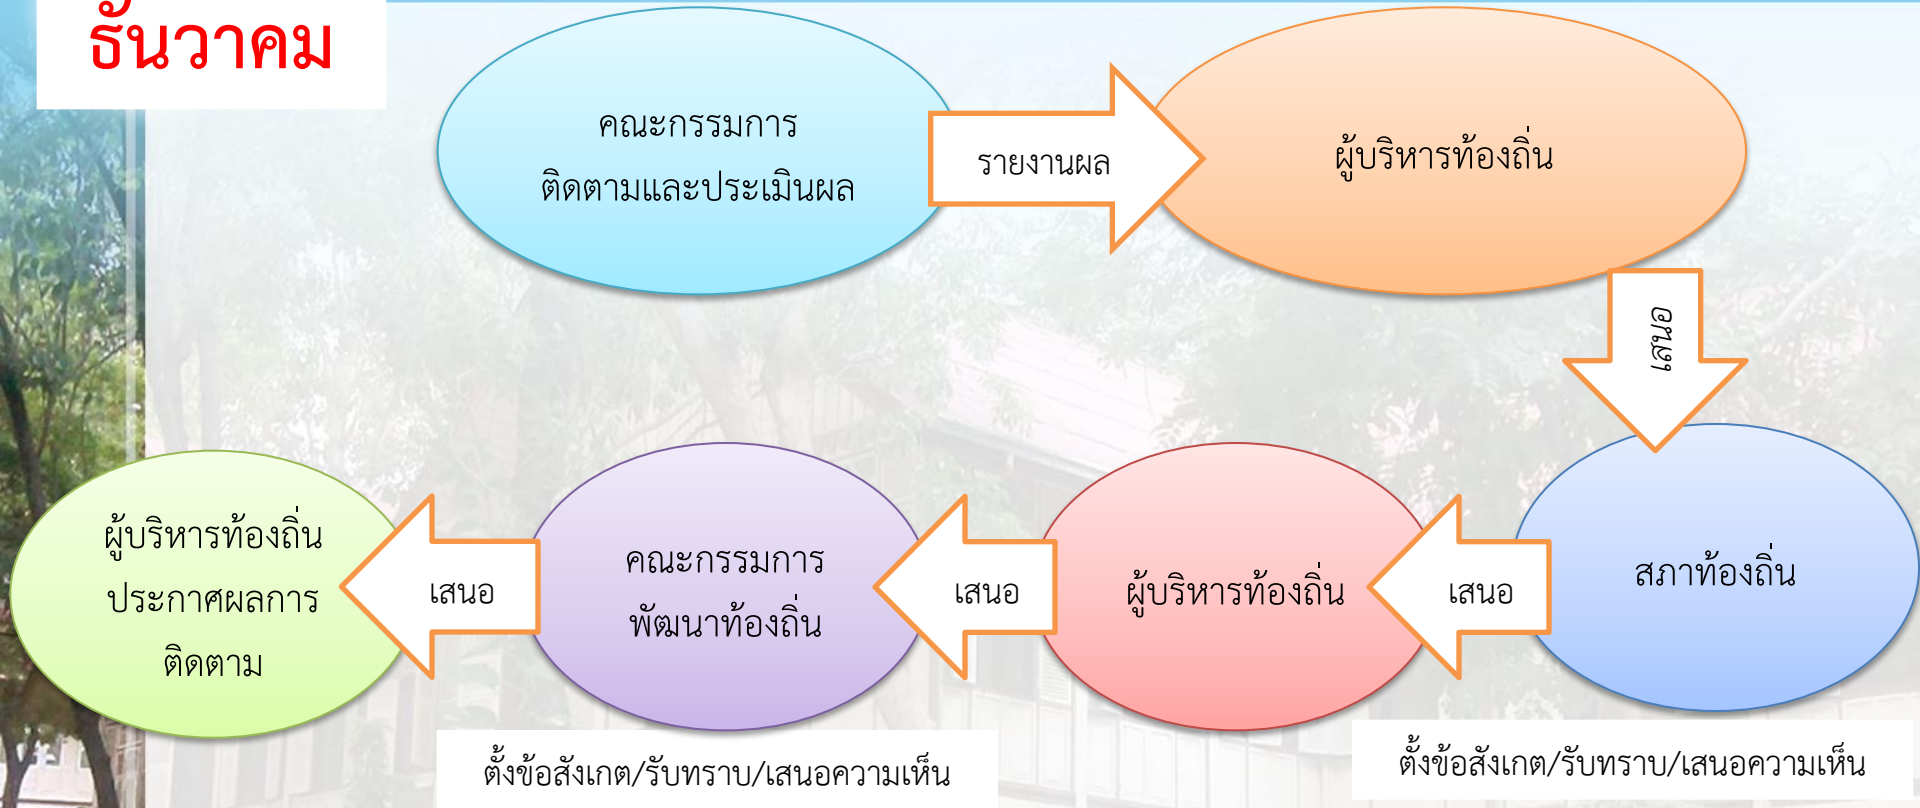 ธันวาคม
คณะกรรมการ
ติดตามและประเมินผล
รายงานผล
ผู้บริหารท้องถิ่น
เสนอ
สภาท้องถิ่น
เสนอ
ผู้บริหารท้องถิ่น
เสนอ
คณะกรรมการ
พัฒนาท้องถิ่น
เสนอ
ผู้บริหารท้องถิ่น
ประกาศผลการ
ติดตาม
ตั้งข้อสังเกต/รับทราบ/เสนอความเห็น
ตั้งข้อสังเกต/รับทราบ/เสนอความเห็น